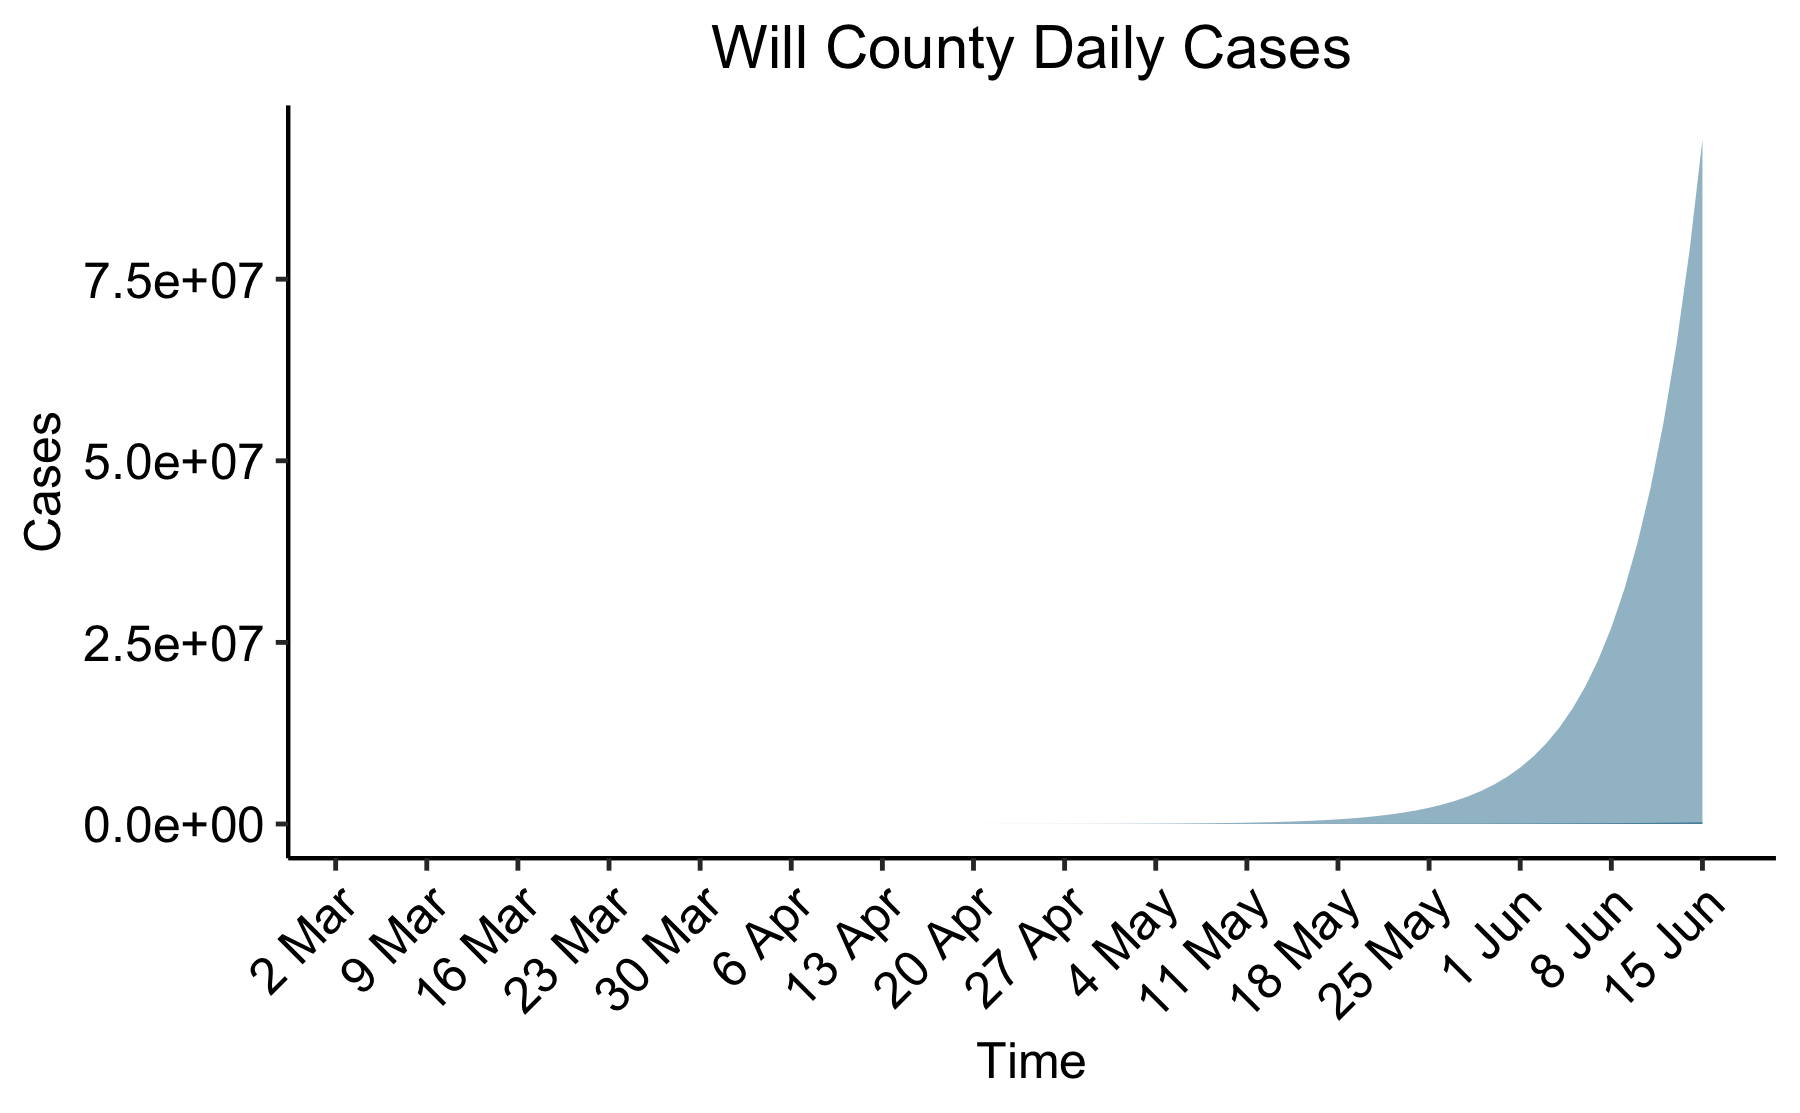 Will County Daily Cases
Cases
7.5e+07
5.0e+07
2.5e+07
0.0e+00
2 Mar
9 Mar
16 Mar
23 Mar
30 Mar
6 Apr
13 Apr
20 Apr
27 Apr
4 May
11 May
18 May
25 May
1 Jun
8 Jun
15 Jun
Time